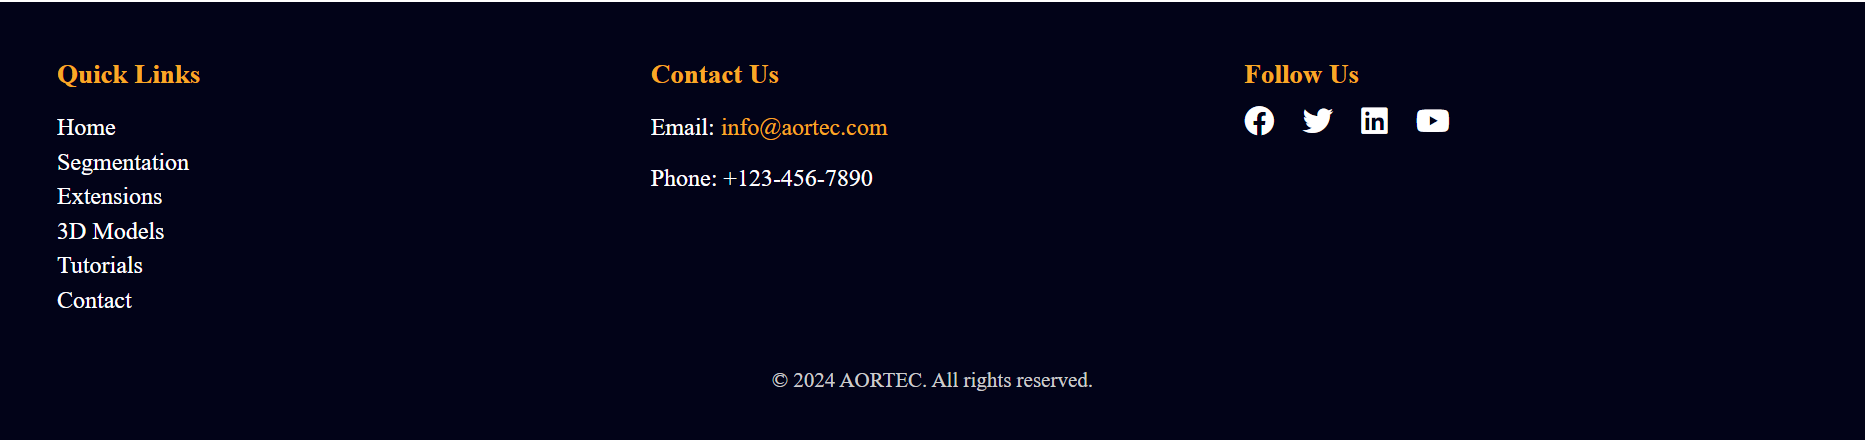 Quick Links
Home
Segmentation
Extensions
3D Models
Tutorials
Contact
Contact Us
Email: info@aortec.com
Phone: +123-456-7890
Follow Us
© 2024 AORTEC. All rights reserved.